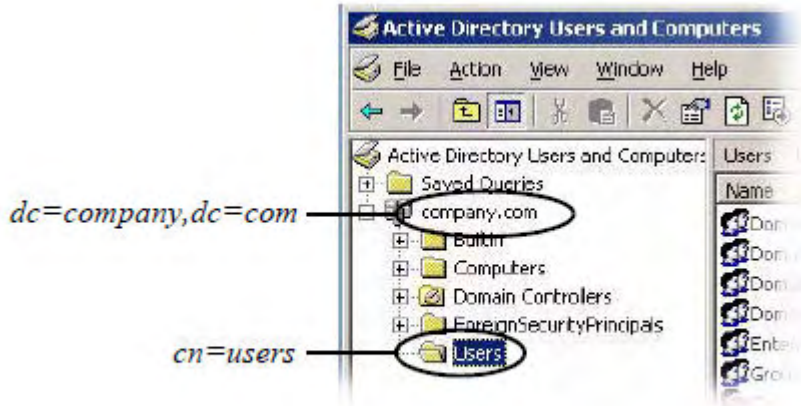 Active Directory Users and Computers
File Action View Window Help
Active Directory Users and Computers Users
Saved Queries Name
dc=company,dc=com company.com
Builtin
Computers
Domain Controllers
ForeignSecurityPrincipals
cn=users Users